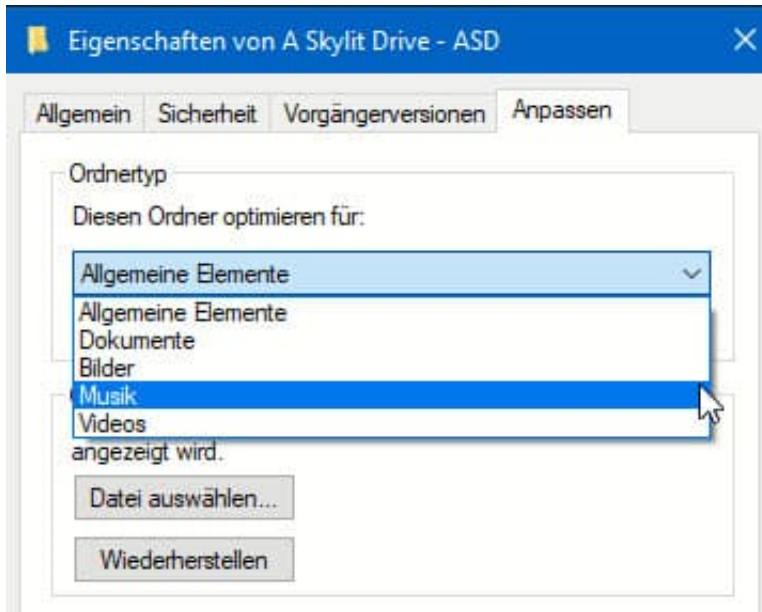 Eigenschaften von A Skylit Drive - ASD
Allgemein Sicherheit Vorgängerversionen Anpassen
Ordnertyp
Diesen Ordner optimieren für:
Allgemeine Elemente
Allgemeine Elemente
Dokumente
Bilder
Musik
Videos
angezeigt wird.
Datei auswählen...
Wiederherstellen